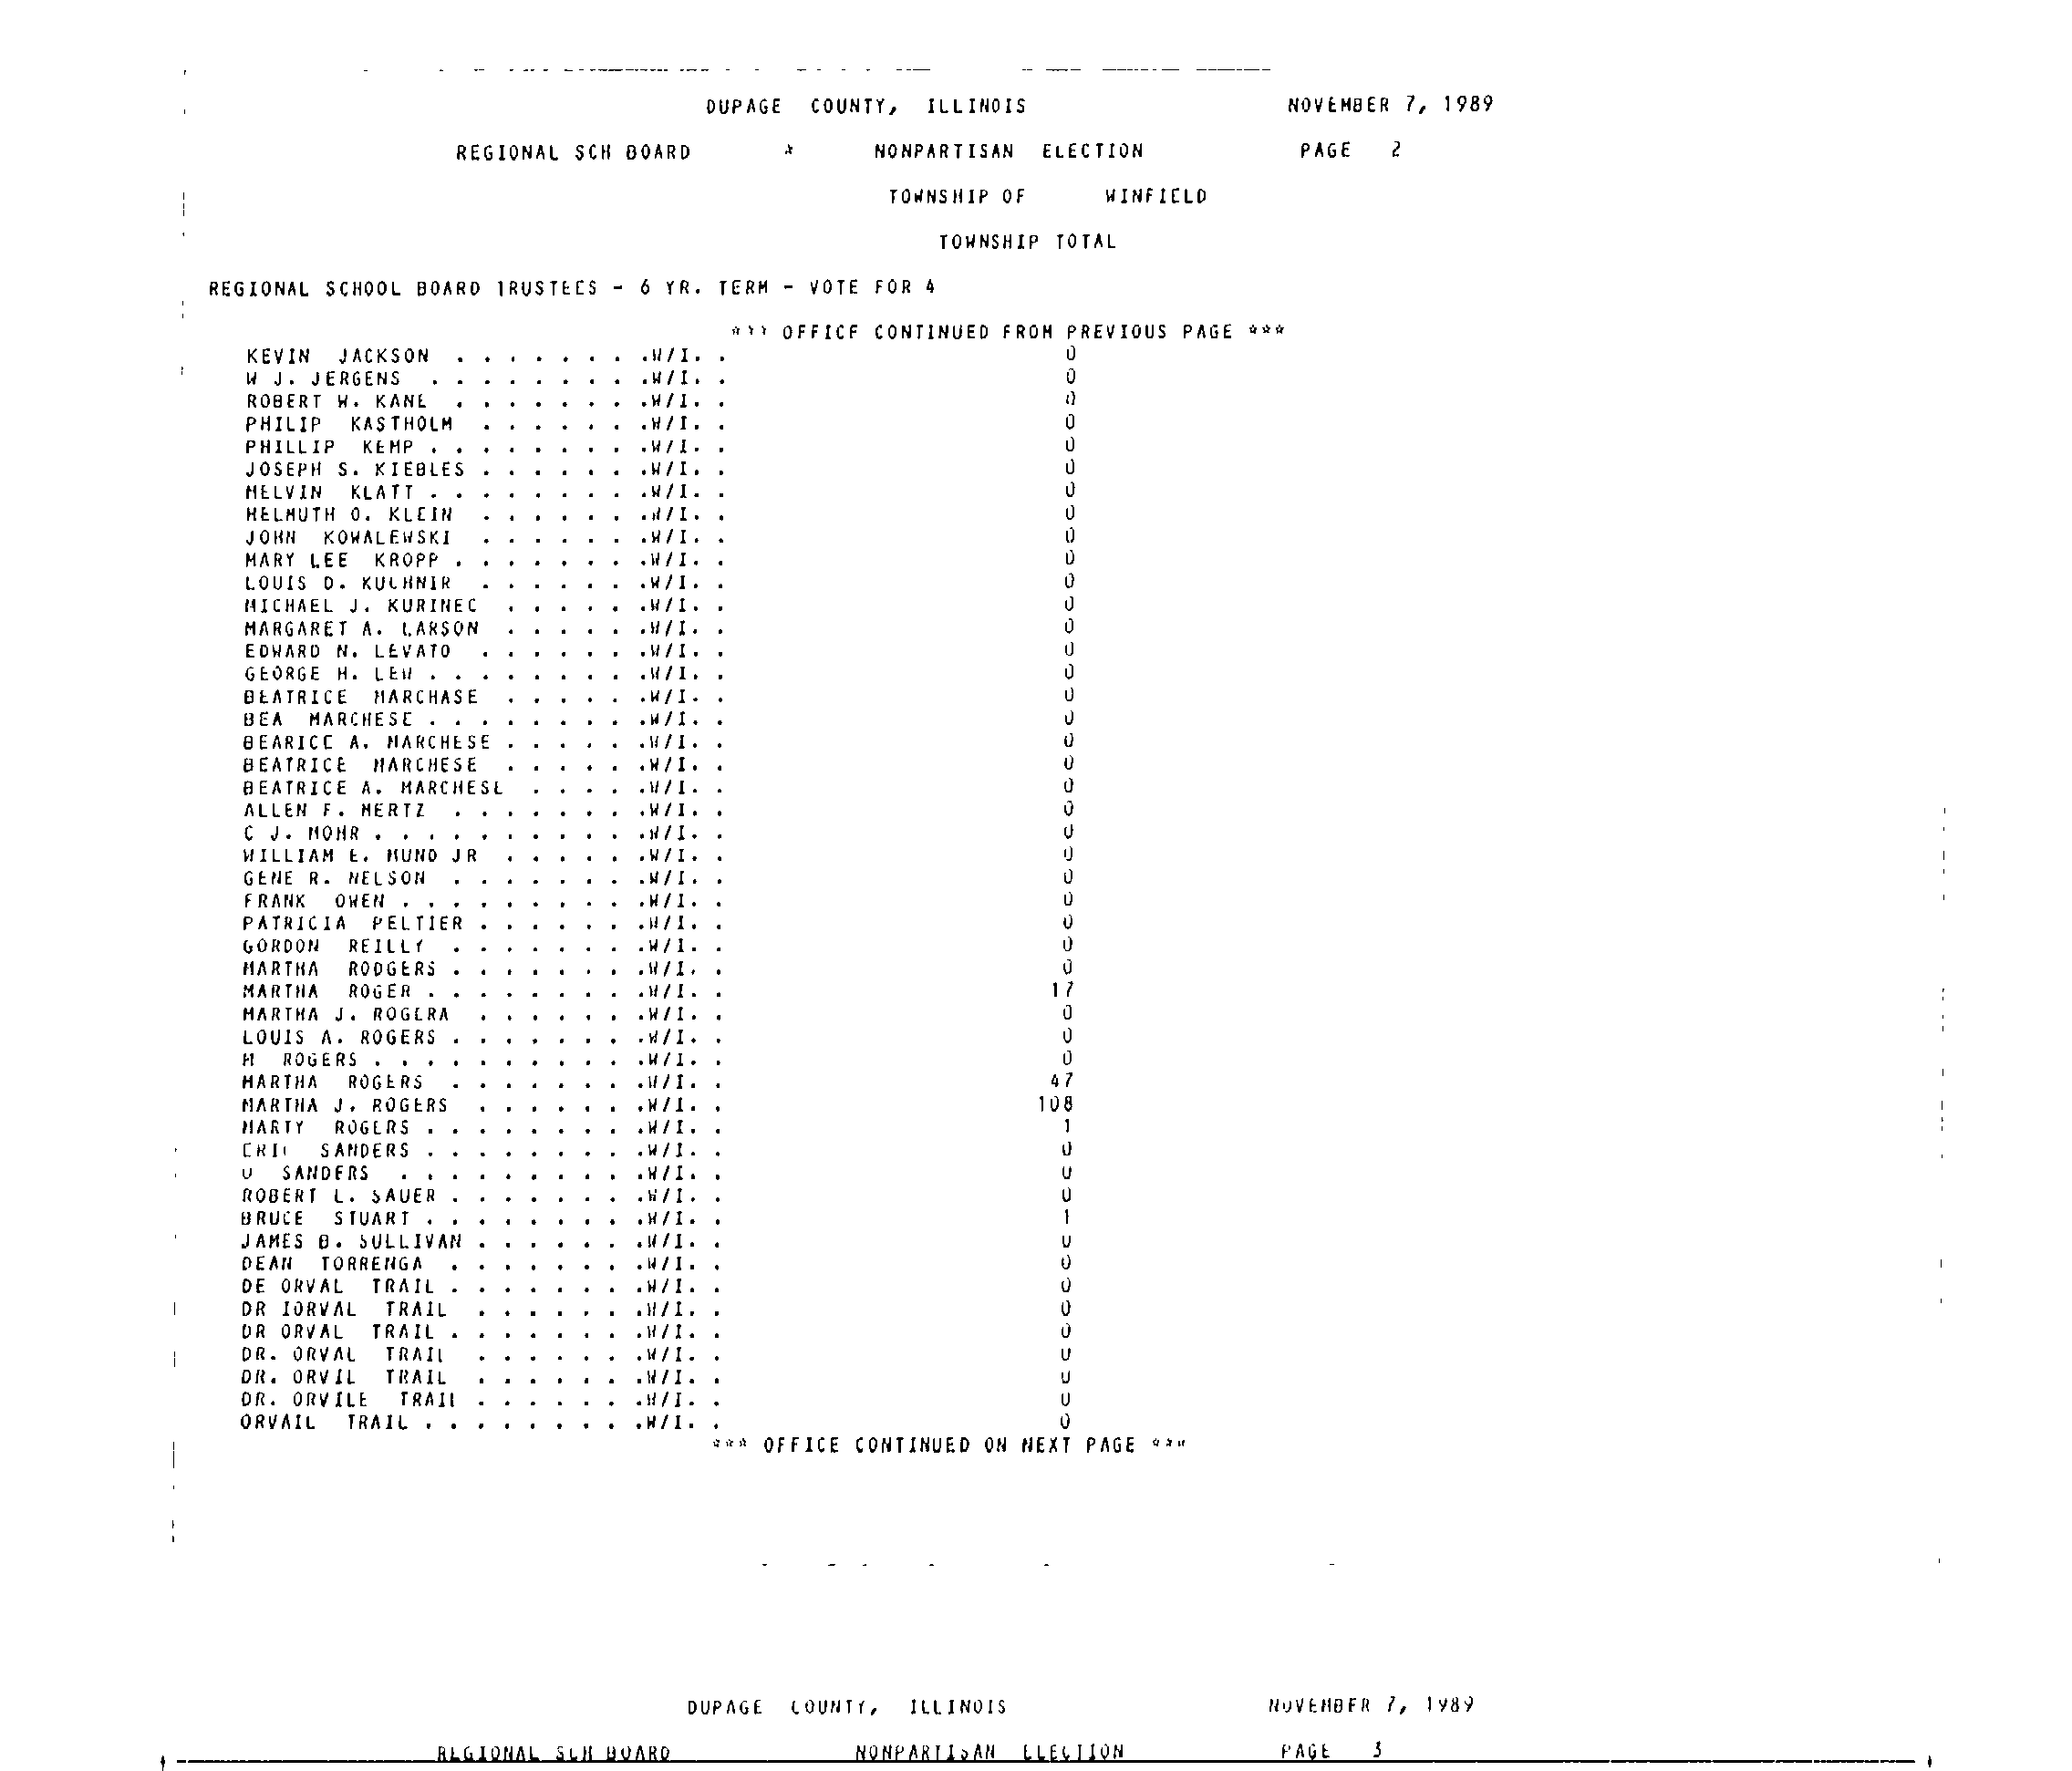 DUPAGE COUNTY, ILLINOIS NOVEMBER 7, 1989
REGIONAL SCH BOARD * NONPARTISAN ELECTION PAGE 2
TOWNSHIP OF WINFIELD
TOWNSHIP TOTAL
REGIONAL SCHOOL BOARD TRUSTEES - 6 YR. TERM - VOTE FOR 4
*** OFFICE CONTINUED FROM PREVIOUS PAGE ***
KEVIN JACKSON . . . . . . . .W/I. . 0
W J. JERGENS . . . . . . . . .W/I. . 0
ROBERT W. KANE . . . . . . . .W/I. . 0
PHILIP KASTHOLM . . . . . . .W/I. . 0
PHILLIP KEMP . . . . . . . . .W/I. . 0
JOSEPH S. KIEBLES . . . . . . .W/I. . 0
MELVIN KLATT . . . . . . . . .W/I. . 0
HELMUTH O. KLEIN . . . . . . .W/I. . 0
JOHN KOWALEWSKI . . . . . . .W/I. . 0
MARY LEE KROPP . . . . . . . .W/I. . 0
LOUIS D. KUCHNIR . . . . . . .W/I. . 0
MICHAEL J. KURINEC . . . . . .W/I. . 0
MARGARET A. LARSON . . . . . .W/I. . 0
EDWARD N. LEVATO . . . . . . .W/I. . 0
GEORGE H. LEW . . . . . . . . .W/I. . 0
BEATRICE MARCHASE . . . . . .W/I. . 0
BEA MARCHESE . . . . . . . . .W/I. . 0
BEARICE A. MARCHESE . . . . . .W/I. . 0
BEATRICE MARCHESE . . . . . .W/I. . 0
BEATRICE A. MARCHESE . . . . .W/I. . 0
ALLEN F. MERTZ . . . . . . . .W/I. . 0
C J. MOHR . . . . . . . . . . .W/I. . 0
WILLIAM E. MUND JR . . . . . .W/I. . 0
GENE R. NELSON . . . . . . . .W/I. . 0
FRANK OWEN . . . . . . . . . .W/I. . 0
PATRICIA PELTIER . . . . . . .W/I. . 0
GORDON REILLY . . . . . . . .W/I. . 0
MARTHA RODGERS . . . . . . . .W/I. . 0
MARTHA ROGER . . . . . . . . .W/I. . 17
MARTHA J. ROGERA . . . . . . .W/I. . 0
LOUIS A. ROGERS . . . . . . . .W/I. . 0
M ROGERS . . . . . . . . . . .W/I. . 0
MARTHA ROGERS . . . . . . . .W/I. . 47
MARTHA J. ROGERS . . . . . . .W/I. . 108
MARTY ROGERS . . . . . . . . .W/I. . 1
SANDERS . . . . . . . . .W/I. . 0
SANDERS . . . . . . . . . .W/I. . 0
ROBERT L. SAUER . . . . . . . .W/I. . 0
BRUCE STUART . . . . . . . . .W/I. . 1
JAMES B. SULLIVAN . . . . . . .W/I. . 0
DEAN TORRENGA . . . . . . . .W/I. . 0
DE ORVAL TRAIL . . . . . . . .W/I. . 0
DR IORVAL TRAIL . . . . . . .W/I. . 0
DR ORVAL TRAIL . . . . . . . .W/I. . 0
DR. ORVAL TRAIL . . . . . . .W/I. . 0
DR. ORVIL TRAIL . . . . . . .W/I. . 0
DR. ORVILE TRAIL . . . . . . .W/I. . 0
ORVAIL TRAIL . . . . . . . . .W/I. . 0
*** OFFICE CONTINUED ON NEXT PAGE ***
DUPAGE COUNTY, ILLINOIS NOVEMBER 7, 1989
REGIONAL SCH BOARD NONPARTISAN ELECTION PAGE 3